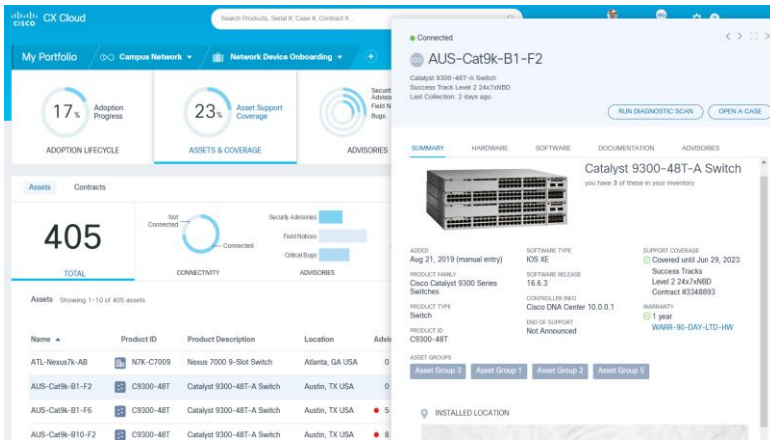 CISCO
CX Cloud
Search Products, Serial #, Case #, Contract #...
My Portfolio
Campus Network
Network Device Onboarding
17%
Adoption
Progress
ADOPTION LIFECYCLE
23%
Asset Support
Coverage
ASSETS & COVERAGE
Field
Bugs
ADVISORIES
Assets
Contracts
405
TOTAL
Not
Connected
Connected
CONNECTIVITY
Security Advisories
Field Notices
Critical Bugs
ADVISORIES
Assets Showing 1-10 of 405 assets
Name Product ID Product Description Location
ATL-Nexus7k-AB N7K-C7009 Nexus 7000 9-Slot Switch Atlanta, GA USA 0
AUS-Cat9k-B1-F2 C9300-48T Catalyst 9300-48T-A Switch Austin, TX USA 0
AUS-Cat9k-B1-F6 C9300-48T Catalyst 9300-48T-A Switch Austin, TX USA 5
AUS-Cat9k-B10-F2 C9300-48T Catalyst 9300-48T-A Switch Austin, TX USA 8
Connected
AUS-Cat9k-B1-F2
Catalyst 9300-48T-A Switch
Success Track Level 2 24x7xNBD
Last Collection: 2 days ago
RUN DIAGNOSTIC SCAN
OPEN A CASE
SUMMARY HARDWARE SOFTWARE DOCUMENTATION ADVISORIES
Catalyst 9300-48T-A Switch
you have 3 of these in your inventory
ADDED
Aug 21, 2019 (manual entry)
PRODUCT FAMILY
Cisco Catalyst 9300 Series
Switches
PRODUCT TYPE
Switch
PRODUCT ID
C9300-48T
SOFTWARE TYPE
IOS XE
SOFTWARE RELEASE
16.6.3
CONTROLLER INFO
Cisco DNA Center 10.0.0.1
END OF SUPPORT
Not Announced
SUPPORT COVERAGE
Covered until Jun 29, 2023
Success Tracks
Level 2 24x7xNBD
Contract #3348893
WARRANTY
1 year
WARR-90-DAY-LTD-HW
ASSET GROUPS
Asset Group 3
Asset Group 1
Asset Group 2
Asset Group 5
INSTALLED LOCATION